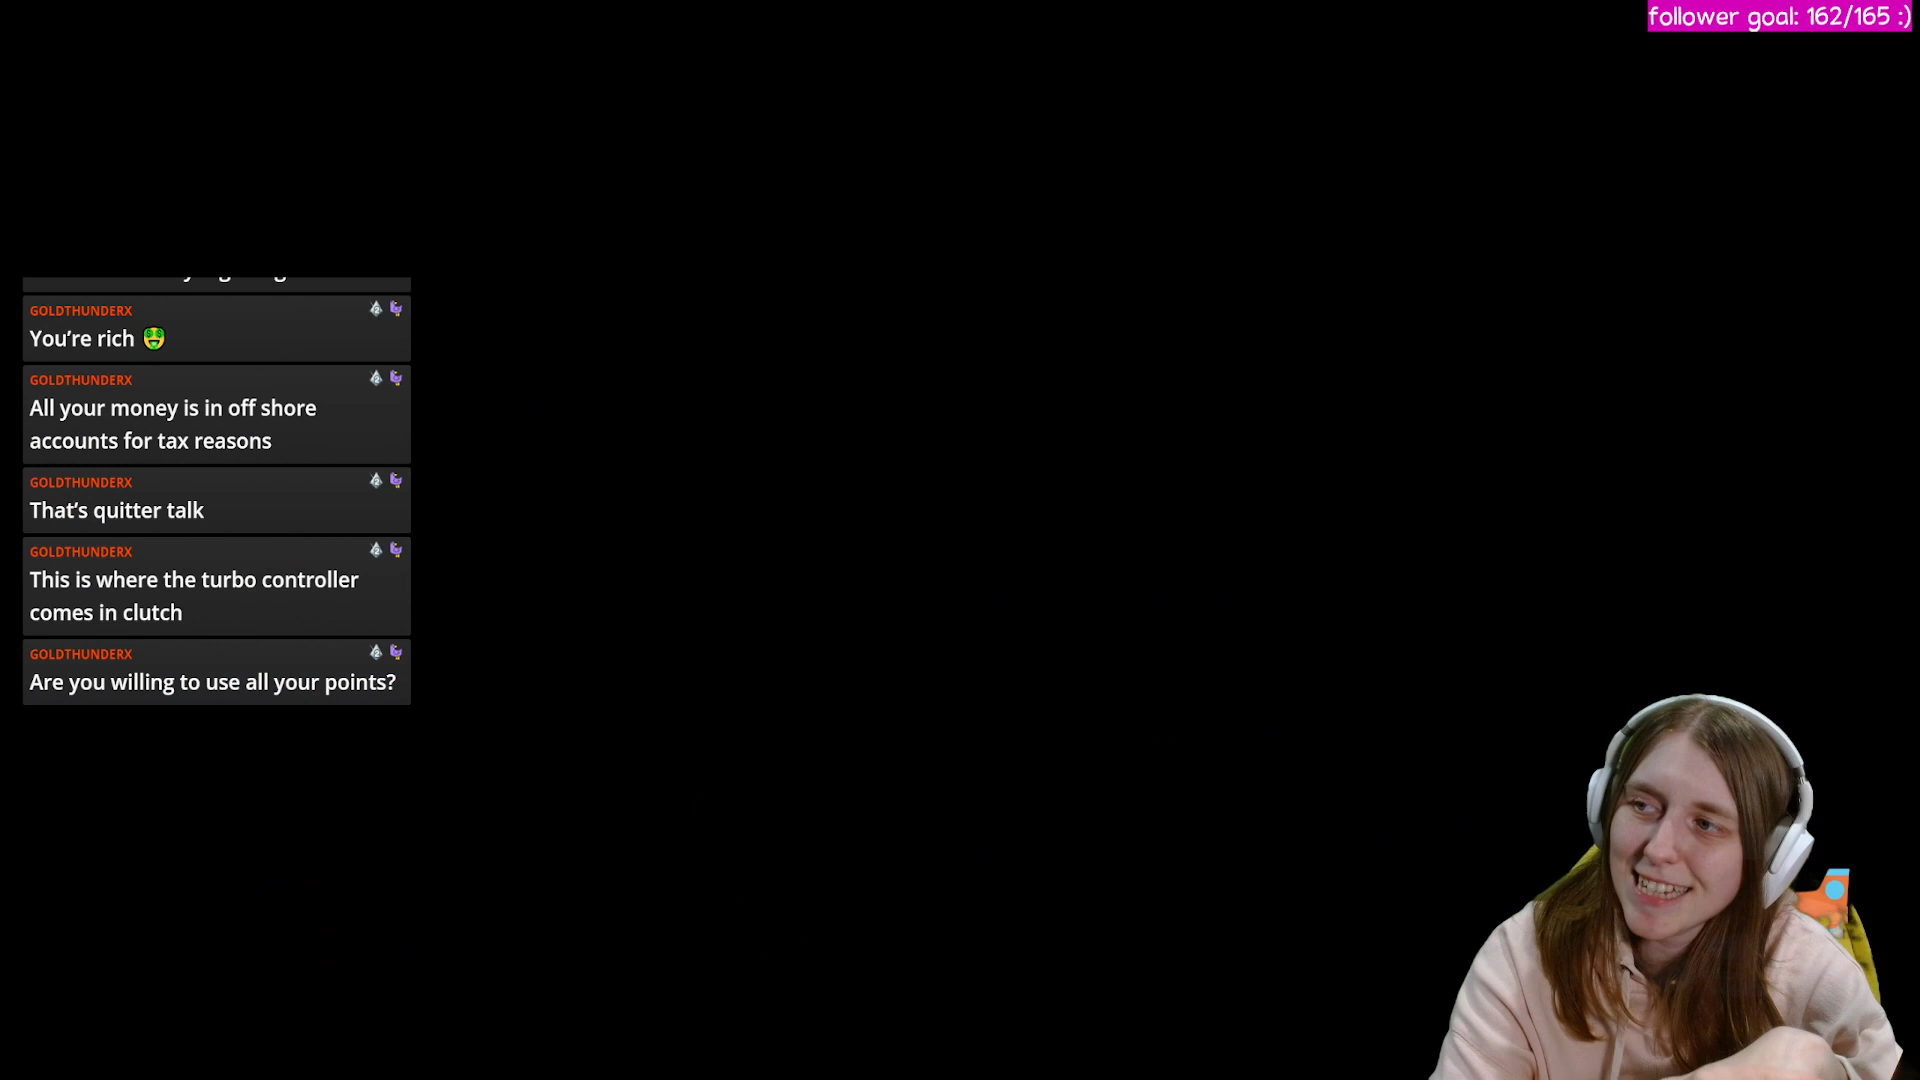 follower goal: 162/165 :)
GOLDTHUNDERX
You’re rich 🤑
GOLDTHUNDERX
All your money is in off shore
accounts for tax reasons
GOLDTHUNDERX
That’s quitter talk
GOLDTHUNDERX
This is where the turbo controller
comes in clutch
GOLDTHUNDERX
Are you willing to use all your points?